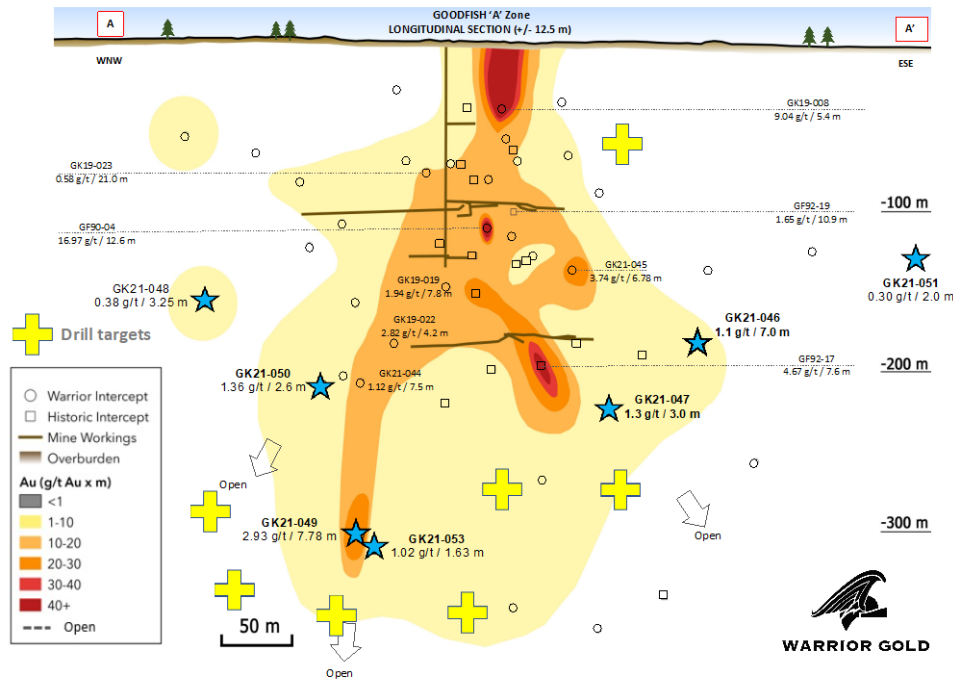 GOODFISH 'A' Zone
LONGITUDINAL SECTION (+/- 12.5 m)
A
A'
WNW
ESE
GK19-008
9.04 g/t / 5.4 m
GK19-023
0.58 g/t / 21.0 m
GF92-19
1.65 g/t / 10.9 m
-100 m
GF90-04
16.97 g/t / 12.6 m
GK21-045
3.74 g/t / 6.78 m
GK19-019
1.94 g/t / 7.8 m
GK21-051
0.30 g/t / 2.0 m
GK21-048
0.38 g/t / 3.25 m
GK19-022
2.82 g/t / 4.2 m
GK21-046
1.1 g/t / 7.0 m
Drill targets
GF92-17
4.67 g/t / 7.6 m
-200 m
GK21-050
1.36 g/t / 2.6 m
GK21-044
1.12 g/t / 7.5 m
GK21-047
1.3 g/t / 3.0 m
Warrior Intercept
Historic Intercept
Mine Workings
Overburden
Au (g/t Au x m)
<1
1-10
10-20
20-30
30-40
40+
Open
Open
GK21-049
2.93 g/t / 7.78 m
GK21-053
1.02 g/t / 1.63 m
Open
-300 m
50 m
Open
WARRIOR GOLD